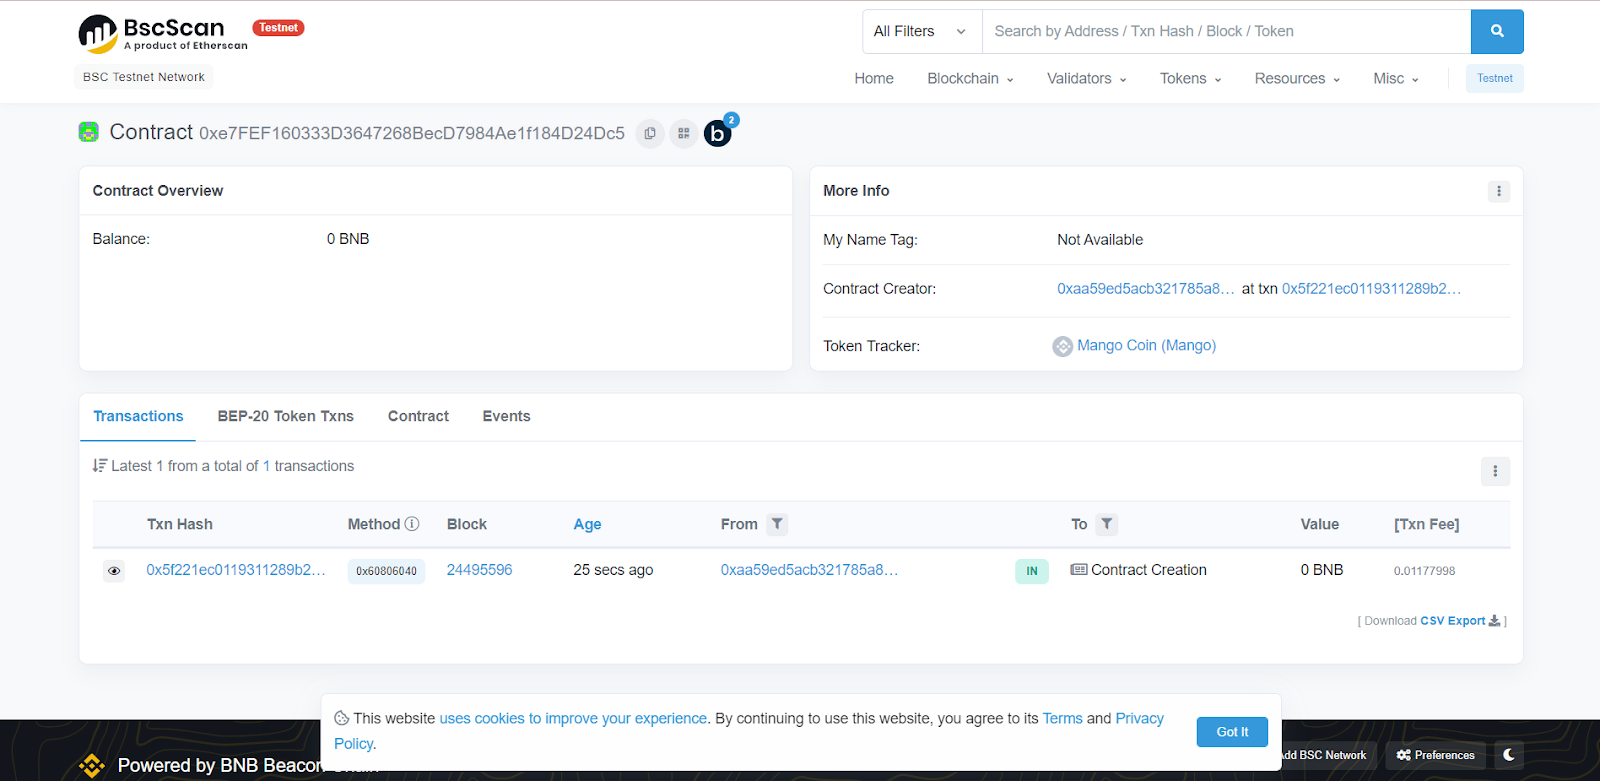 BscScan
Testnet
A product of Etherscan
BSC Testnet Network
All Filters
Search by Address / Txn Hash / Block / Token
Home Blockchain Validators Tokens Resources Misc Testnet
Contract 0xe7FEF160333D3647268BecD7984Ae1f184D24Dc5
b
2
Contract Overview
Balance: 0 BNB
More Info
My Name Tag: Not Available
Contract Creator: 0xaa59ed5acb321785a8... at txn 0x5f221ec0119311289b2...
Token Tracker: Mango Coin (Mango)
Transactions BEP-20 Token Txns Contract Events
Latest 1 from a total of 1 transactions
Txn Hash Method Block Age From To Value [Txn Fee]
0x5f221ec0119311289b2... 0x60806040 24495596 25 secs ago 0xaa59ed5acb321785a8... IN Contract Creation 0 BNB 0.01177998
[ Download CSV Export ]
This website uses cookies to improve your experience. By continuing to use this website, you agree to its Terms and Privacy
Policy.
Got It
Powered by BNB Beacon
Add BSC Network
Preferences